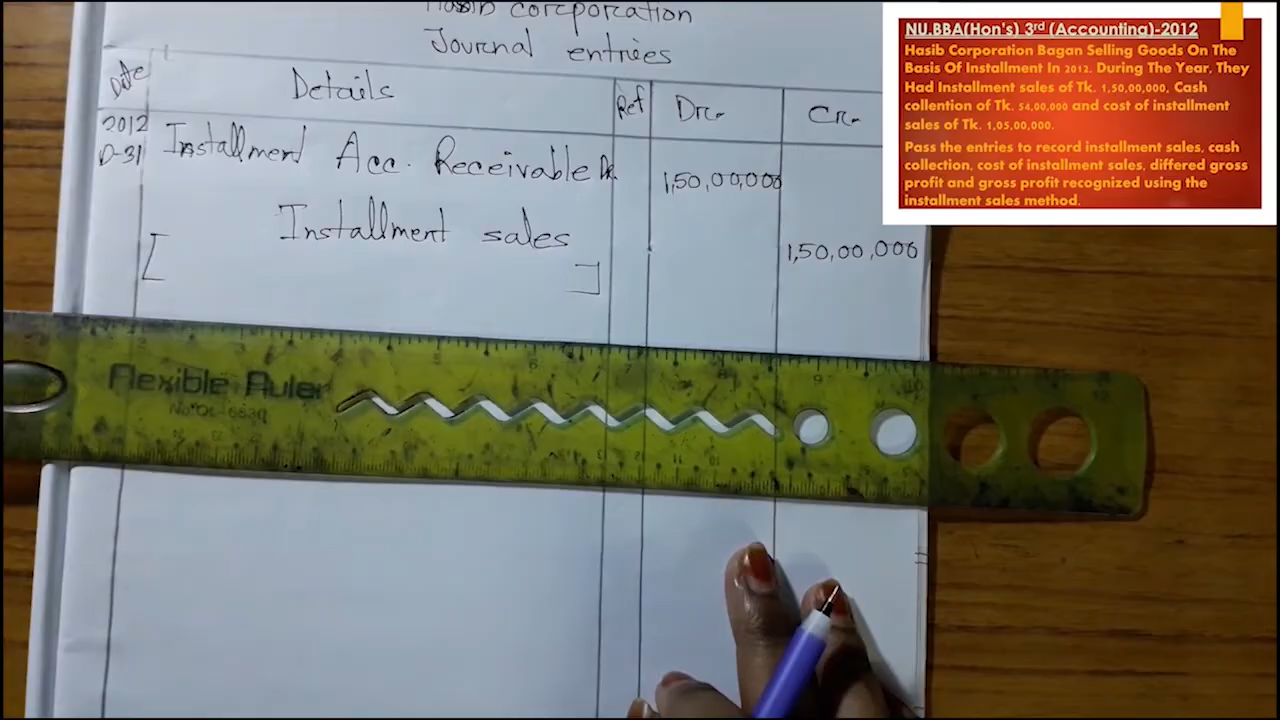 Hasib corcporcation
Journal entrices
Date Details Ref Drc. Crc.
2012
D-31 Installment Acc. Receivable Dr. 1,50,00,000
Installment sales 1,50,00,000
[ ]
Flexible Ruler
NU.BBA(Hon's) 3rd (Accounting)-2012
Hasib Corporation Bagan Selling Goods On The
Basis Of Installment In 2012. During The Year, They
Had Installment sales of Tk. 1,50,00,000, Cash
collention of Tk. 54,00,000 and cost of installment
sales of Tk. 1,05,00,000.
Pass the entries to record installment sales, cash
collection, cost of installment sales, differed gross
profit and gross profit recognized using the
installment sales method.